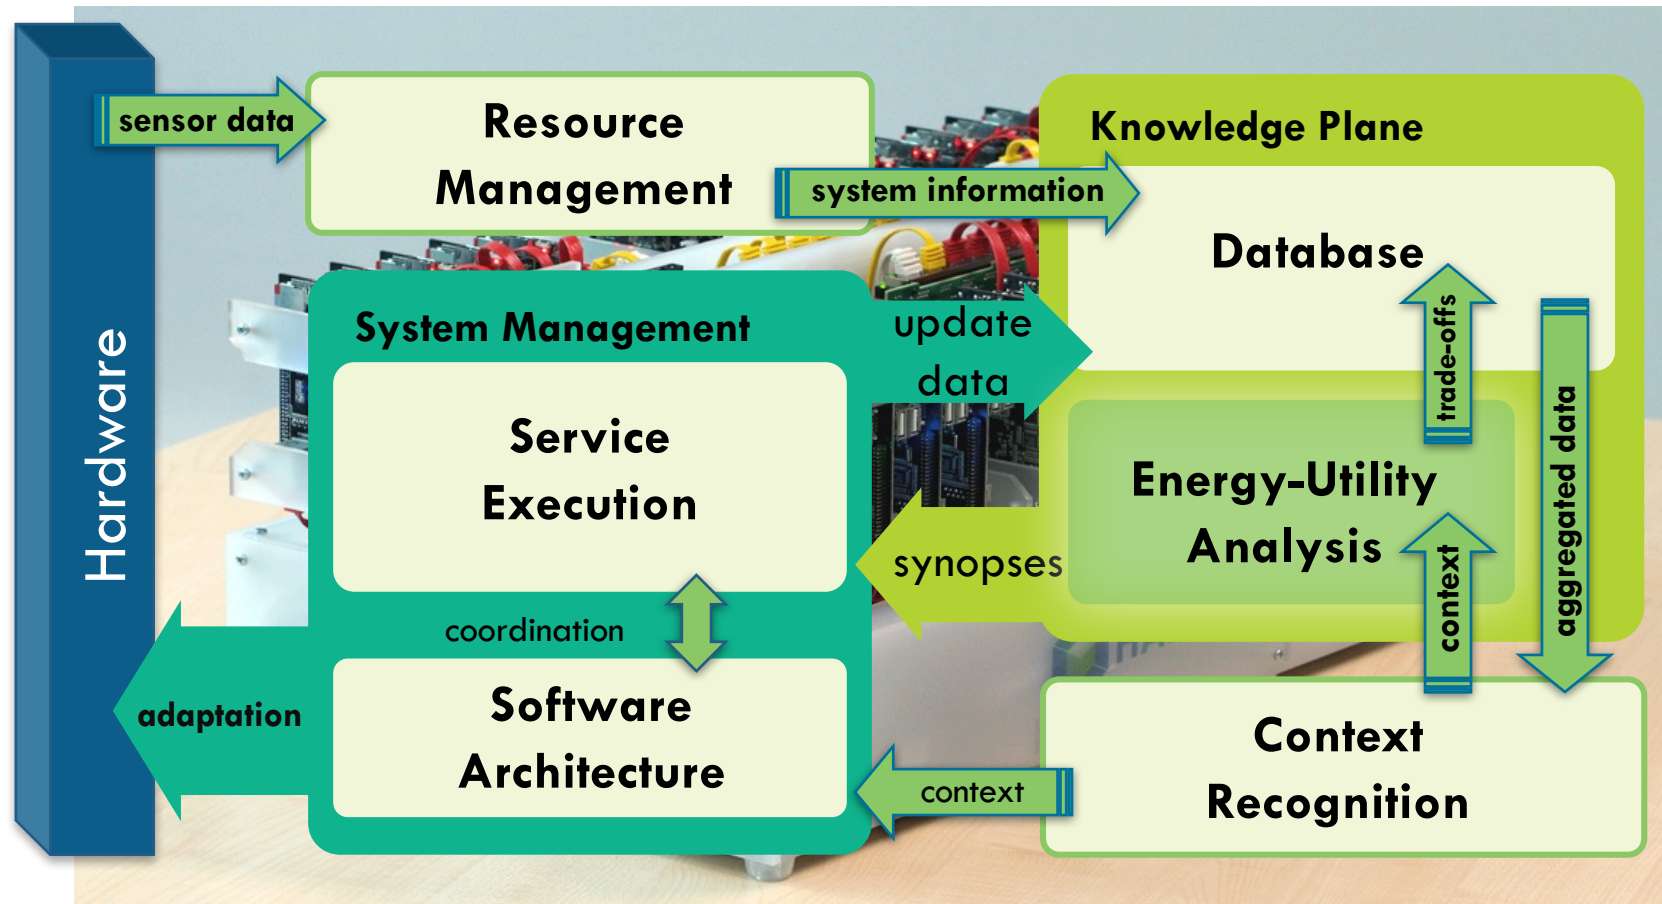 sensor data
Resource
Management
system information
Knowledge Plane
Database
trade-offs
aggregated data
Energy-Utility
Analysis
context
Hardware
System Management
update
data
Service
Execution
synopses
coordination
Software
Architecture
adaptation
context
Context
Recognition